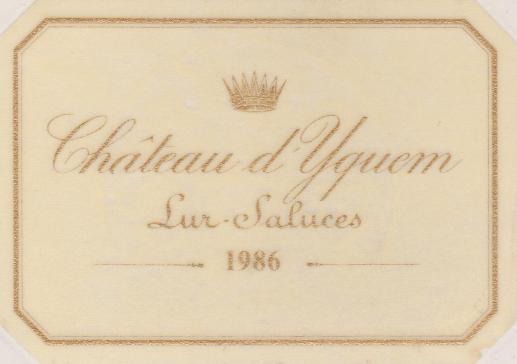 Château d'Yquem
Lur-Saluces
1986